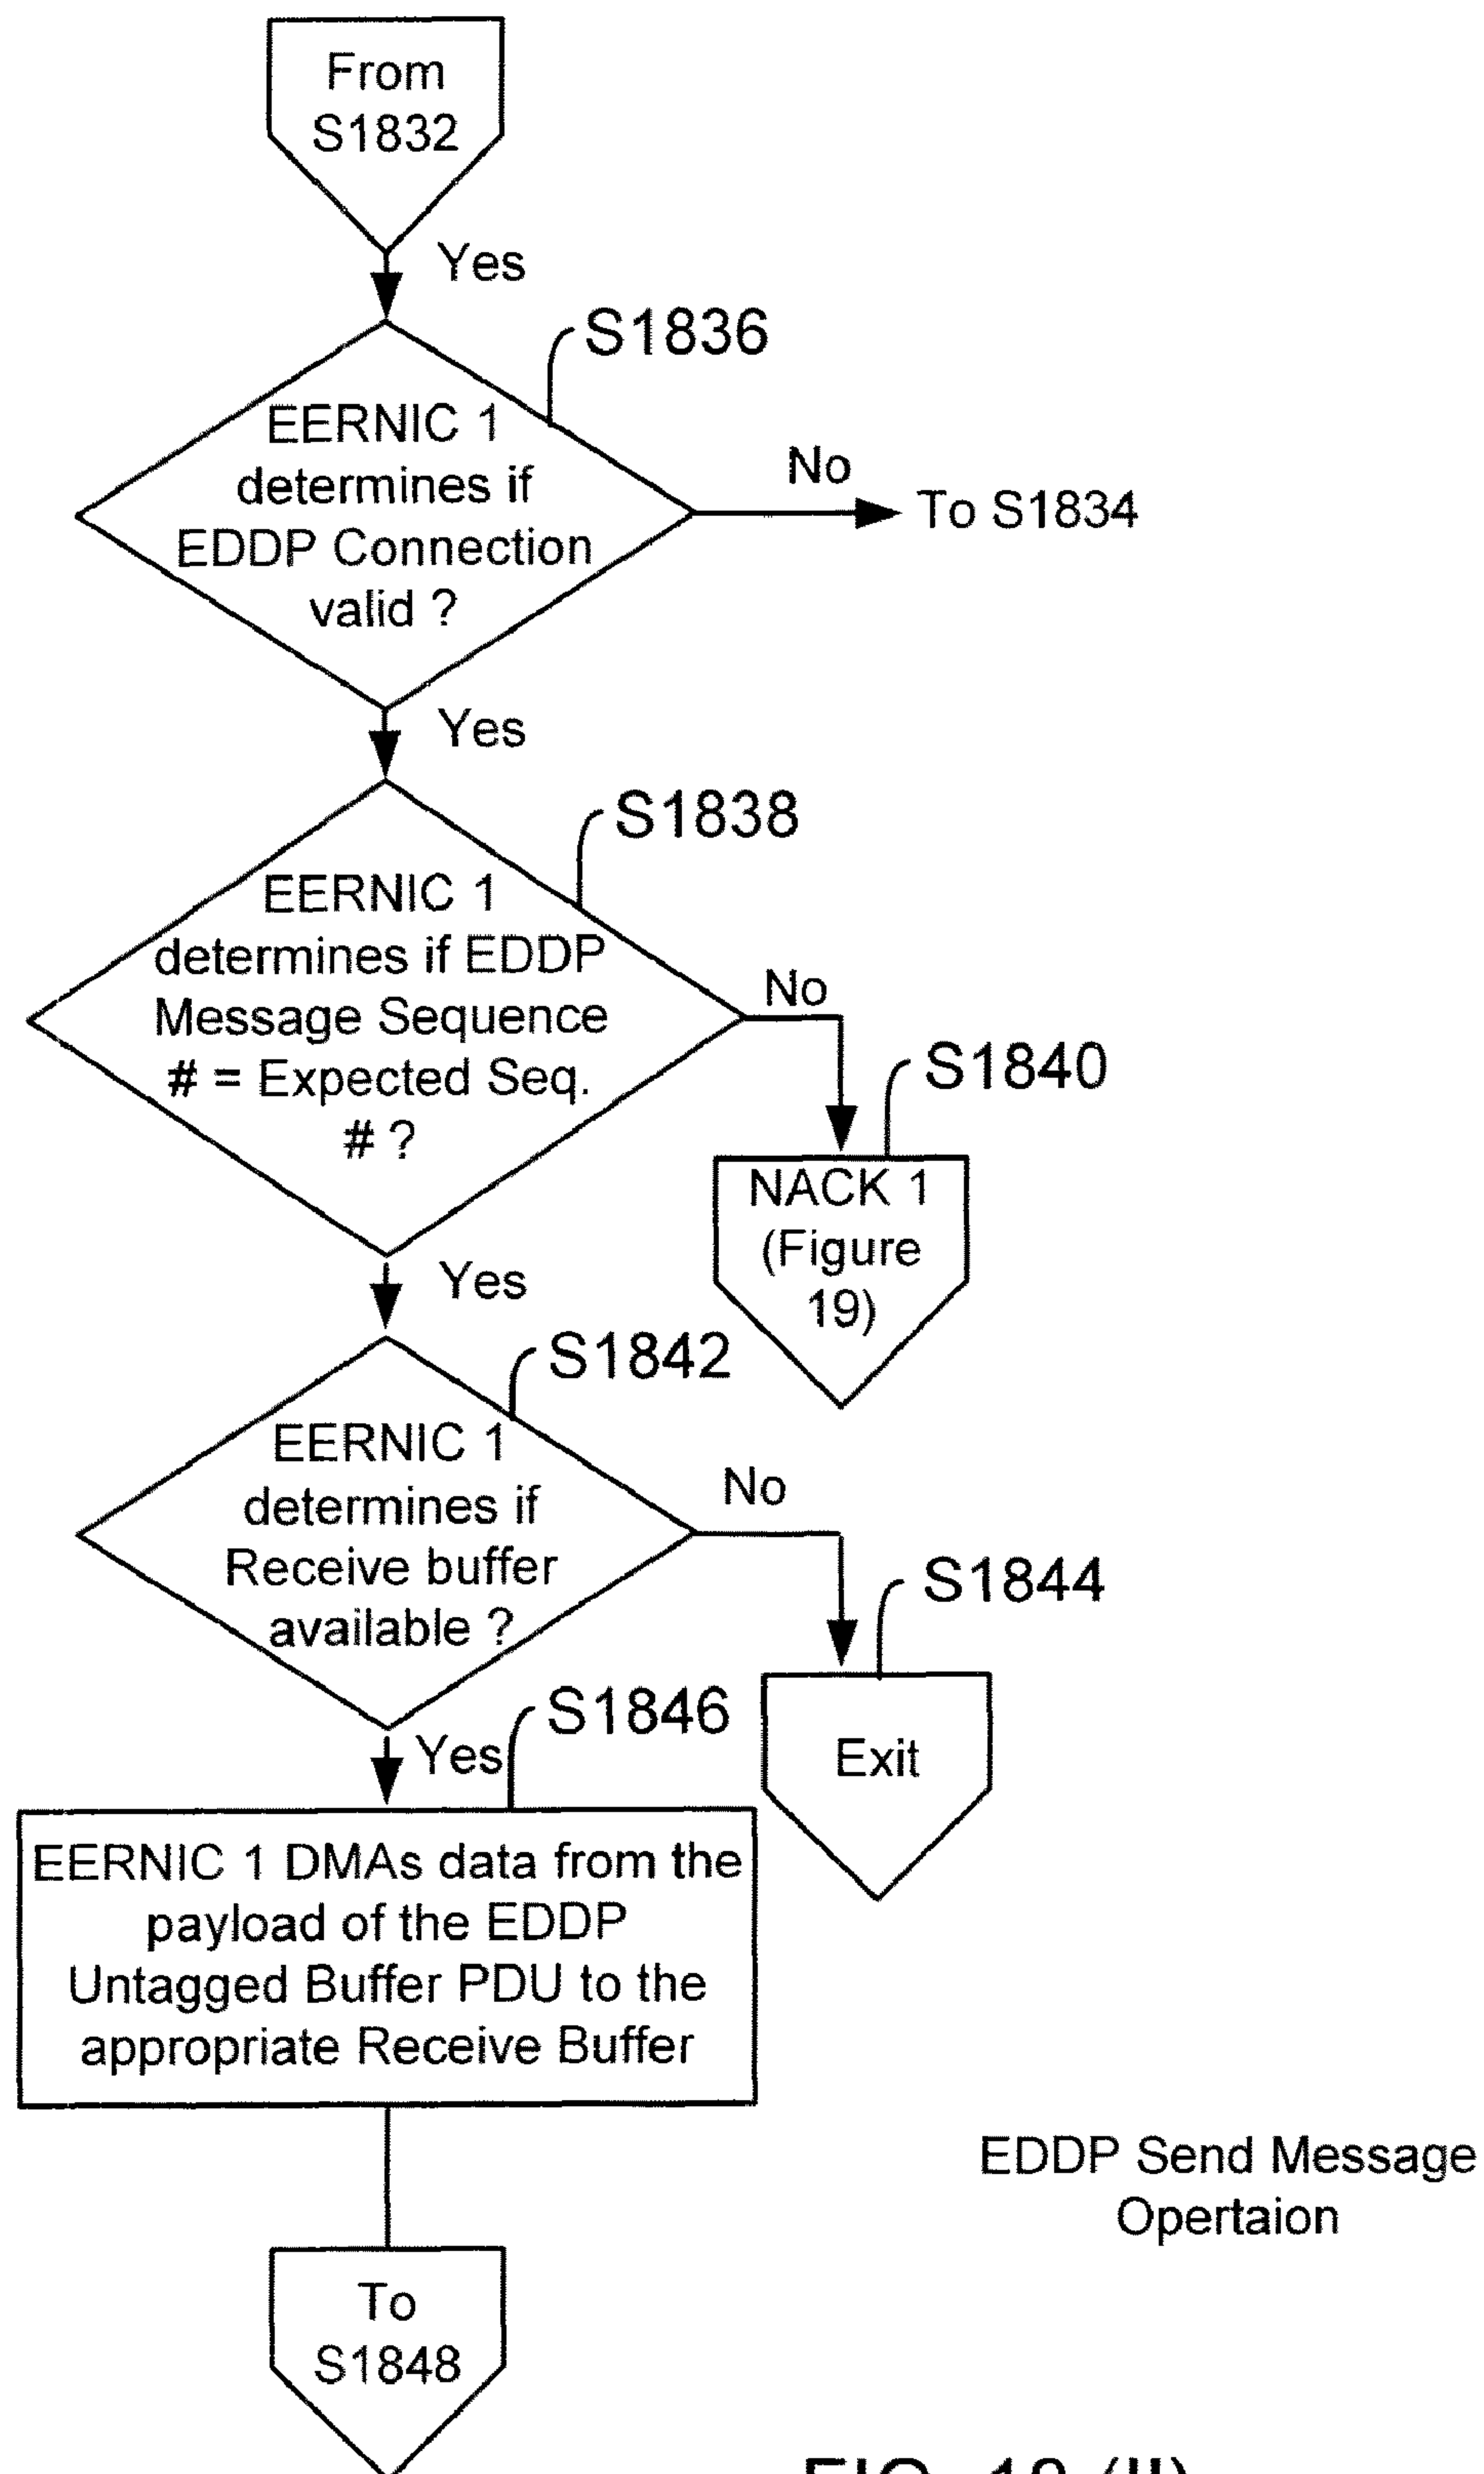 From
S1832
Yes
S1836
EERNIC 1
determines if
EDDP Connection
valid ?
No
To S1834
Yes
S1838
EERNIC 1
determines if EDDP
Message Sequence
# = Expected Seq.
# ?
No
S1840
NACK 1
(Figure
19)
Yes
S1842
EERNIC 1
determines if
Receive buffer
available ?
No
S1844
Exit
Yes
S1846
EERNIC 1 DMAs data from the
payload of the EDDP
Untagged Buffer PDU to the
appropriate Receive Buffer
EDDP Send Message
Opertaion
To
S1848
FIG. 18 (II)